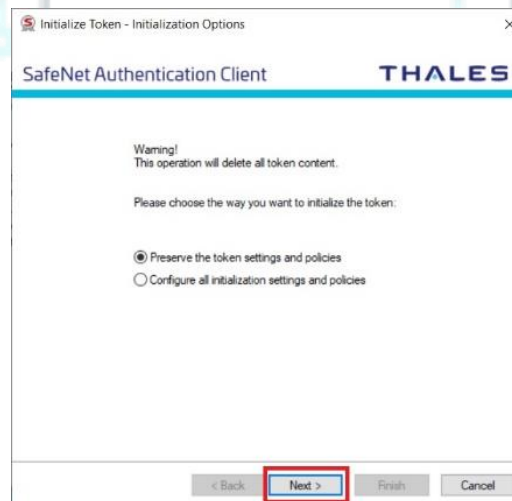 Initialize Token - Initialization Options
SafeNet Authentication Client
THALES
Warning!
This operation will delete all token content.
Please choose the way you want to initialize the token:
Preserve the token settings and policies
Configure all initialization settings and policies
< Back
Next >
Finish
Cancel